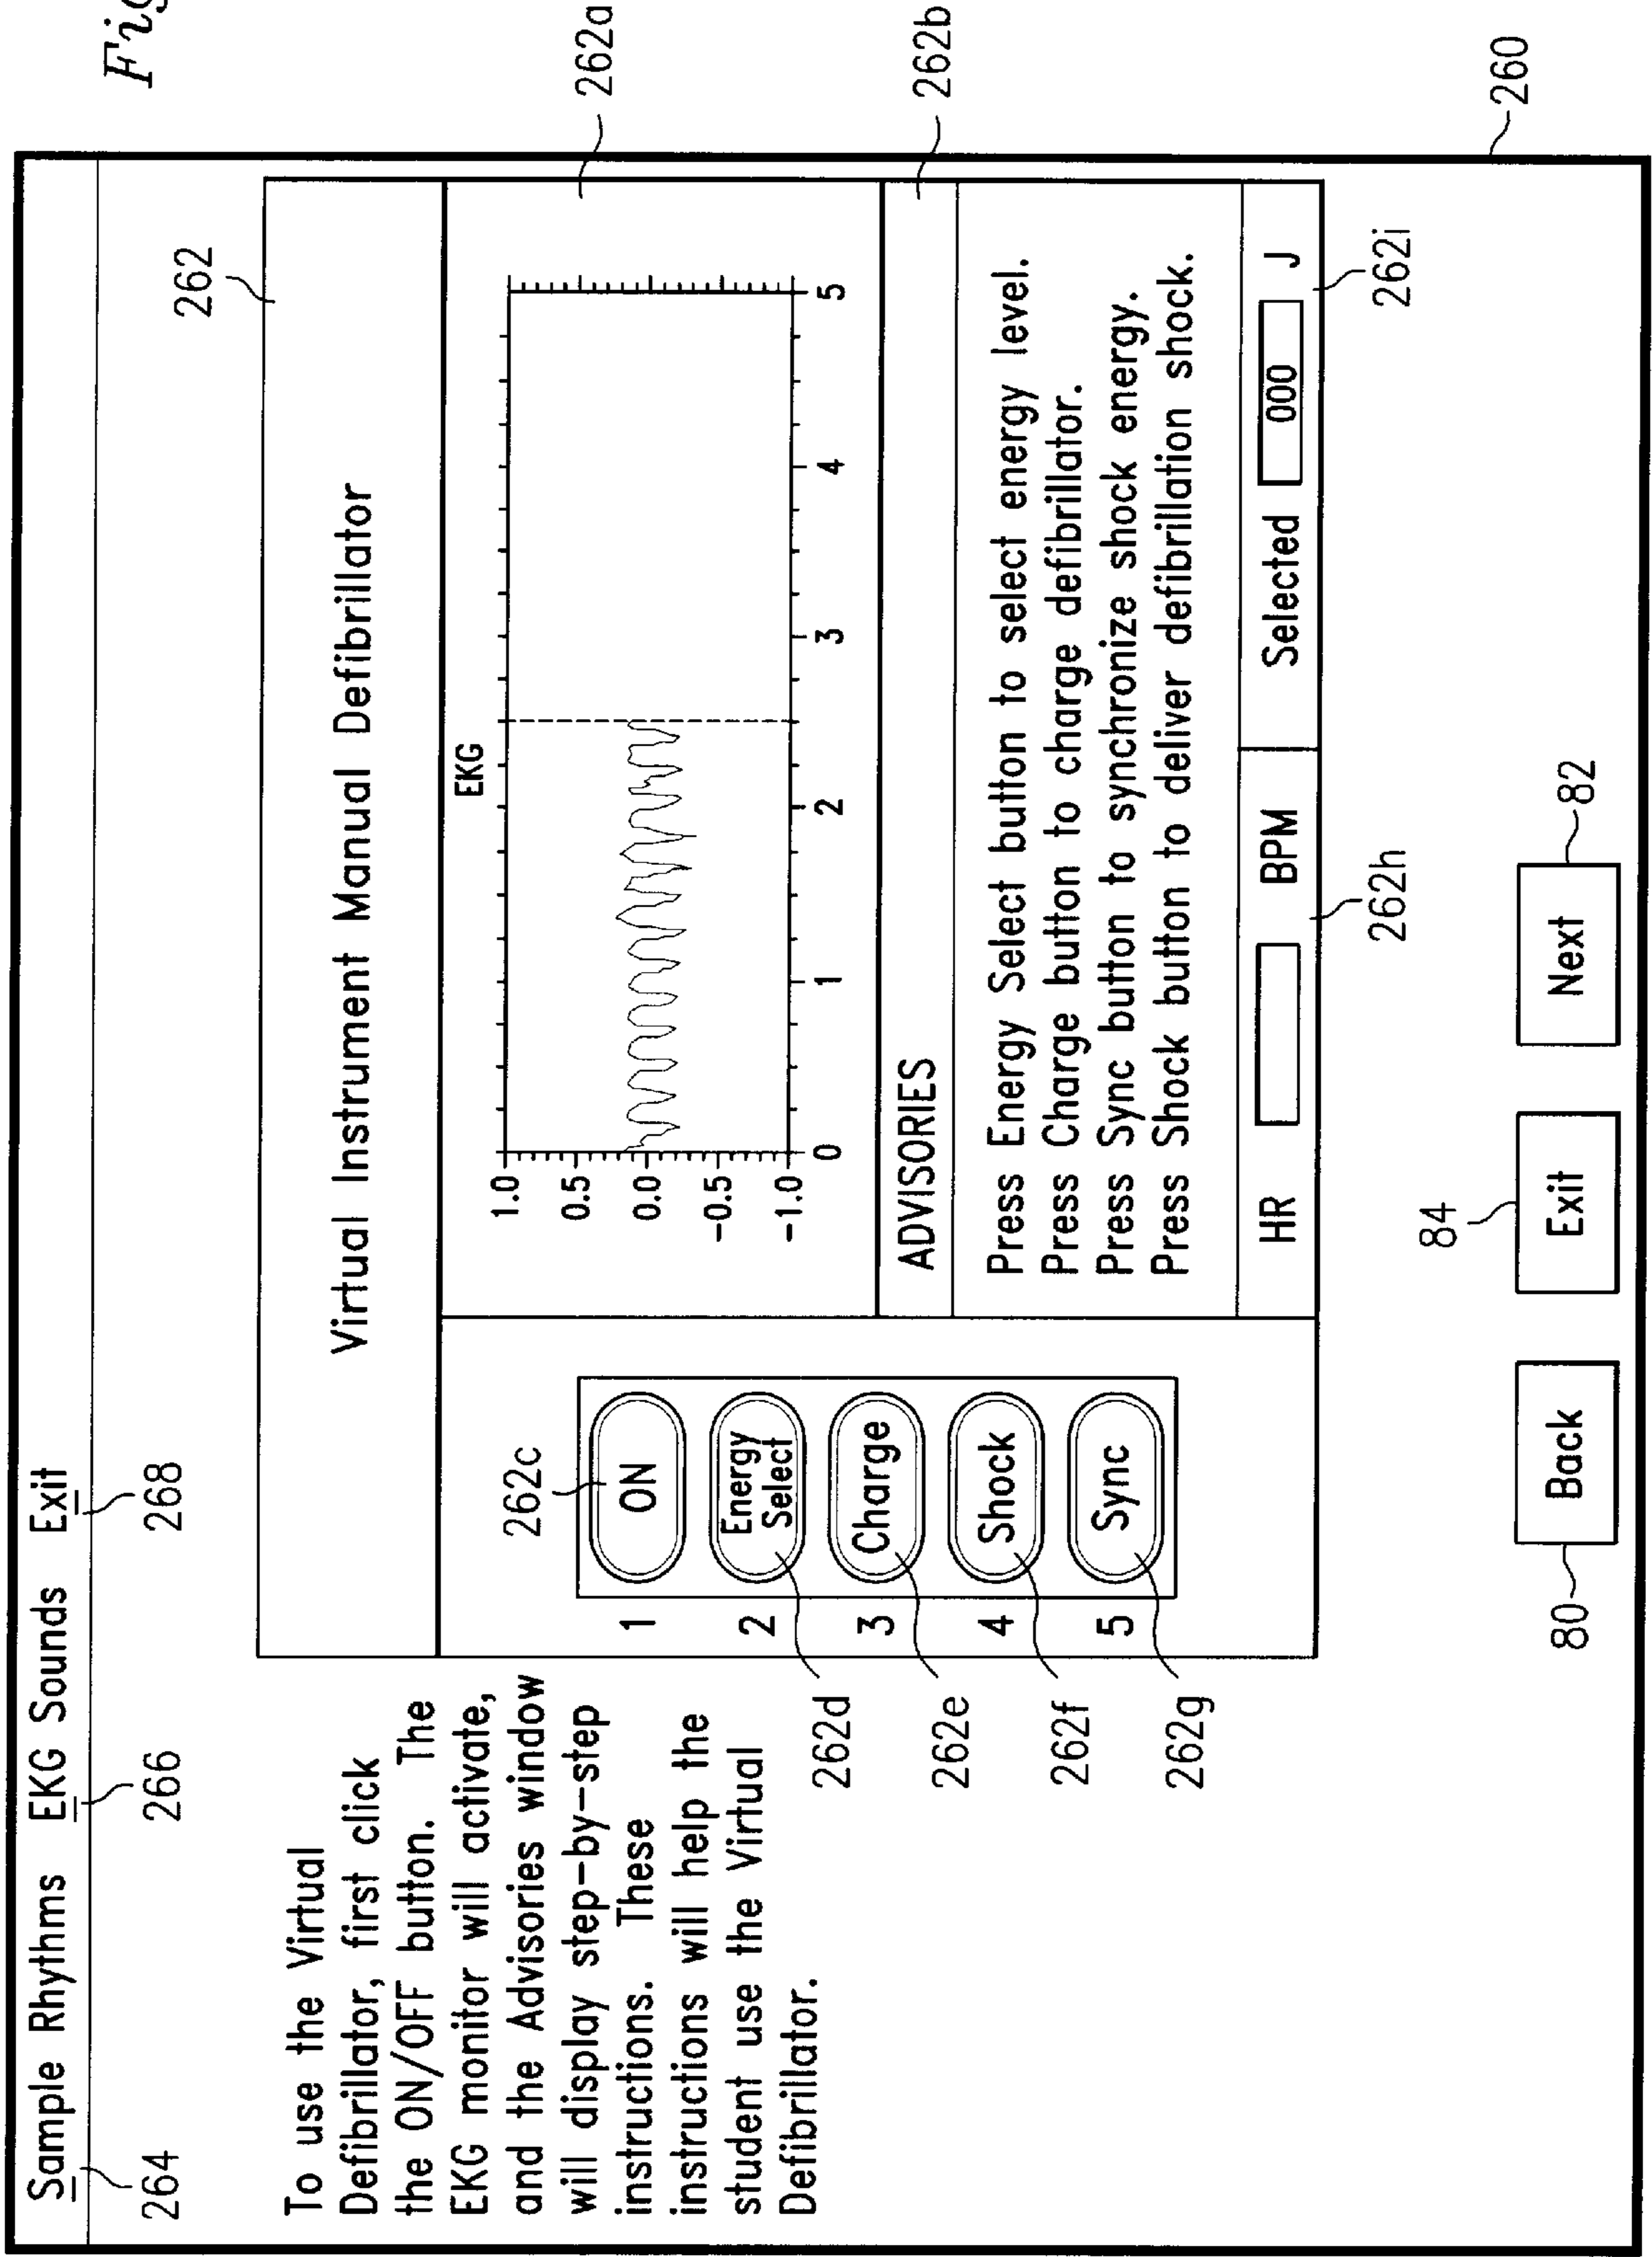 Fig
Sample Rhythms EKG Sounds Exit
264 266 268
To use the Virtual
Defibrillator, first click
the ON/OFF button. The
EKG monitor will activate,
and the Advisories window
will display step-by-step
instructions. These
instructions will help the
student use the Virtual
Defibrillator.
262
Virtual Instrument Manual Defibrillator
262c
1 ON
2 Energy
Select
3 Charge
4 Shock
5 Sync
262d
262e
262f
262g
EKG
1.0
0.5
0.0
-0.5
-1.0
0 1 2 3 4 5
262a
ADVISORIES
262b
Press Energy Select button to select energy level.
Press Charge button to charge defibrillator.
Press Sync button to synchronize shock energy.
Press Shock button to deliver defibrillation shock.
HR BPM Selected 000 J
262h 262i
260
80 Back
84 Exit
Next 82